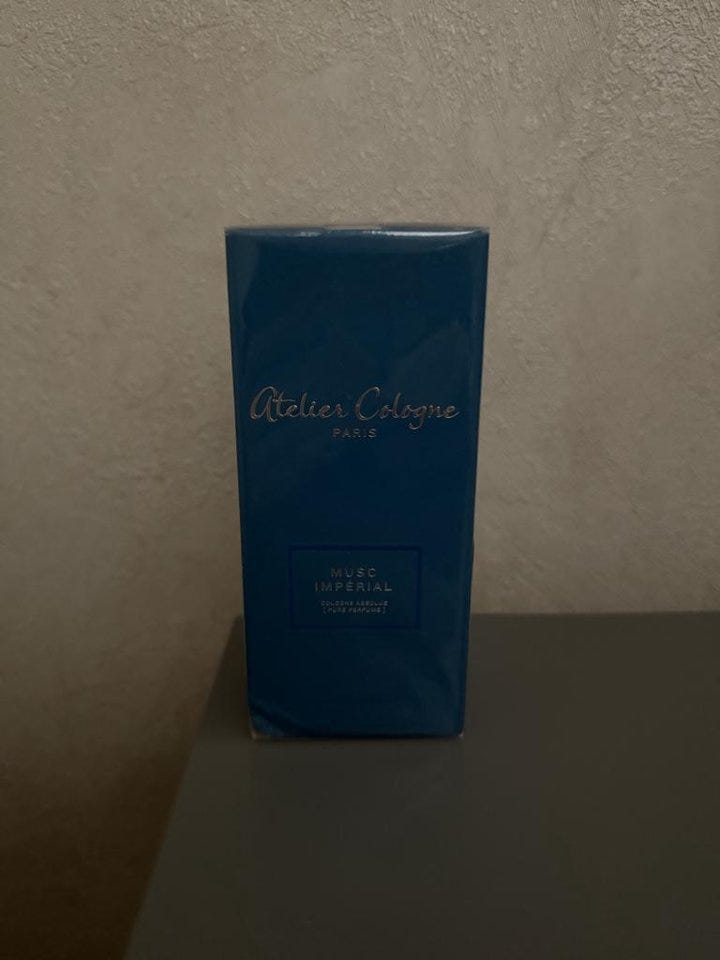 Atelier Cologne
PARIS
MUSC
IMPÉRIAL
COLOGNE ABSOLUE
[ PURE PERFUME ]